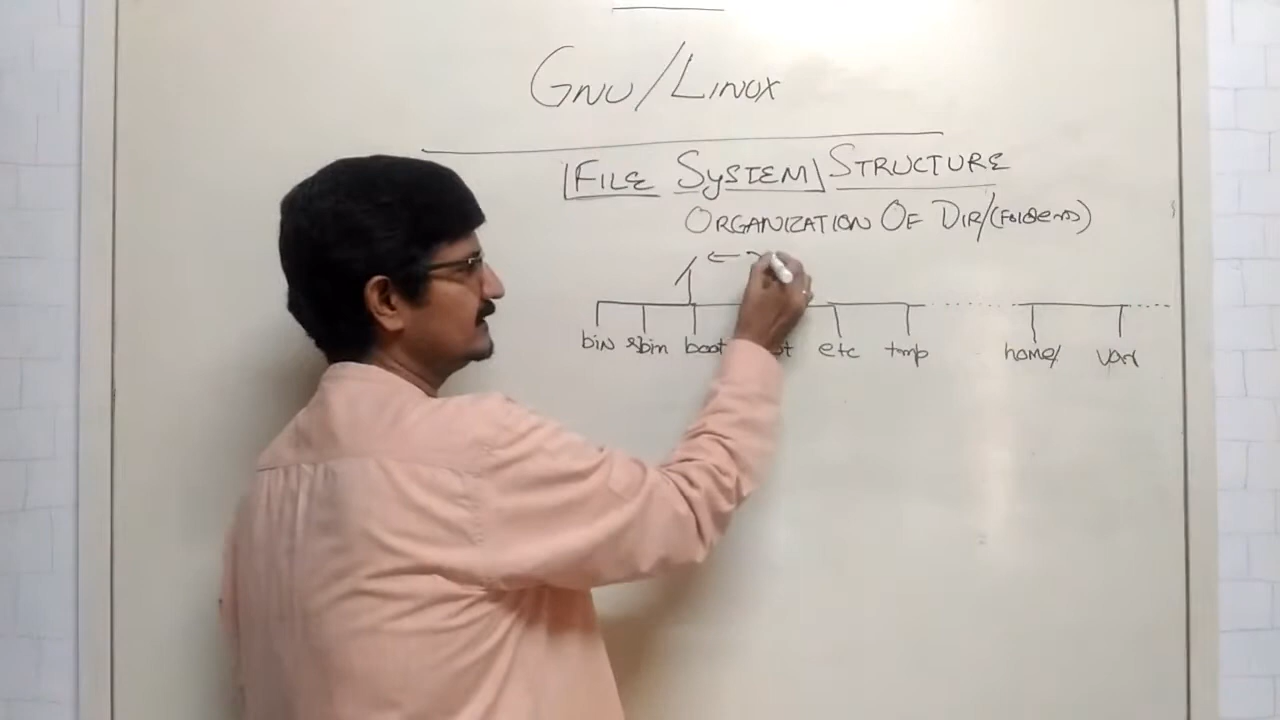 GNU/LINUX
FILE SYSTEM STRUCTURE
ORGANIZATION OF DIR/(Folders)
/ ←
bin sbin boot etc tmp home/ var